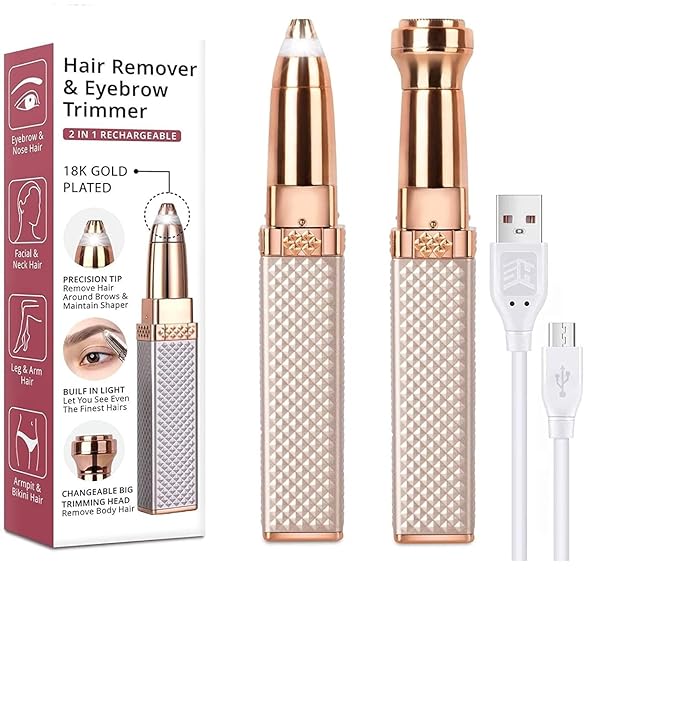 Hair Remover
& Eyebrow
Trimmer
2 IN 1 RECHARGEABLE
18K GOLD
PLATED
PRECISION TIP
Remove Hair
Around Brows &
Maintain Shaper
BUILF IN LIGHT
Let You See Even
The Finest Hairs
CHANGEABLE BIG
TRIMMING HEAD
Remove Body Hair
Eyebrow &
Nose Hair
Facial &
Neck Hair
Leg & Arm
Hair
Armpit &
Bikini Hair